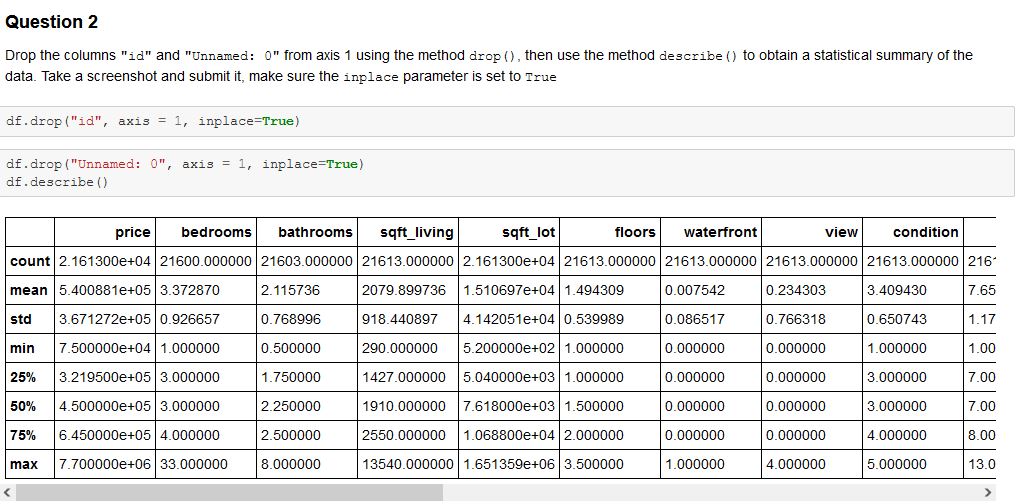 Question 2
Drop the columns "id" and "Unnamed: 0" from axis 1 using the method drop(), then use the method describe() to obtain a statistical summary of the
data. Take a screenshot and submit it, make sure the inplace parameter is set to True
df.drop("id", axis = 1, inplace=True)
df.drop("Unnamed: 0", axis = 1, inplace=True)
df.describe()
price bedrooms bathrooms sqft_living sqft_lot floors waterfront view condition
count 2.161300e+04 21600.000000 21603.000000 21613.000000 2.161300e+04 21613.000000 21613.000000 21613.000000 21613.000000 2161
mean 5.400881e+05 3.372870 2.115736 2079.899736 1.510697e+04 1.494309 0.007542 0.234303 3.409430 7.65
std 3.671272e+05 0.926657 0.768996 918.440897 4.142051e+04 0.539989 0.086517 0.766318 0.650743 1.17
min 7.500000e+04 1.000000 0.500000 290.000000 5.200000e+02 1.000000 0.000000 0.000000 1.000000 1.00
25% 3.219500e+05 3.000000 1.750000 1427.000000 5.040000e+03 1.000000 0.000000 0.000000 3.000000 7.00
50% 4.500000e+05 3.000000 2.250000 1910.000000 7.618000e+03 1.500000 0.000000 0.000000 3.000000 7.00
75% 6.450000e+05 4.000000 2.500000 2550.000000 1.068800e+04 2.000000 0.000000 0.000000 4.000000 8.00
max 7.700000e+06 33.000000 8.000000 13540.000000 1.651359e+06 3.500000 1.000000 4.000000 5.000000 13.0